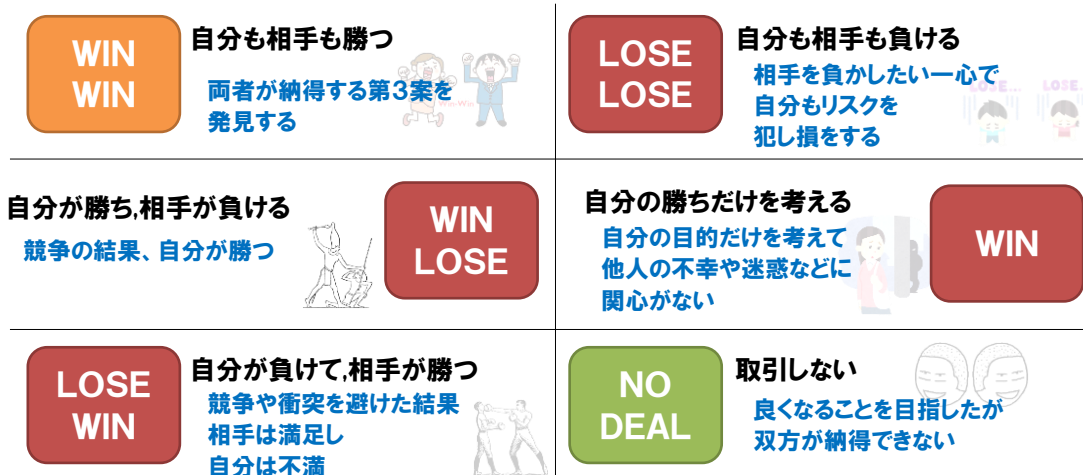 WIN
WIN
自分も相手も勝つ
両者が納得する第3案を
発見する
Win-Win
LOSE
LOSE
自分も相手も負ける
相手を負かしたい一心で
自分もリスクを
犯し損をする
LOSE...
LOSE...
自分が勝ち,相手が負ける
競争の結果、自分が勝つ
WIN
LOSE
自分の勝ちだけを考える
自分の目的だけを考えて
他人の不幸や迷惑などに
関心がない
WIN
LOSE
WIN
自分が負けて,相手が勝つ
競争や衝突を避けた結果
相手は満足し
自分は不満
NO
DEAL
取引しない
良くなることを目指したが
双方が納得できない